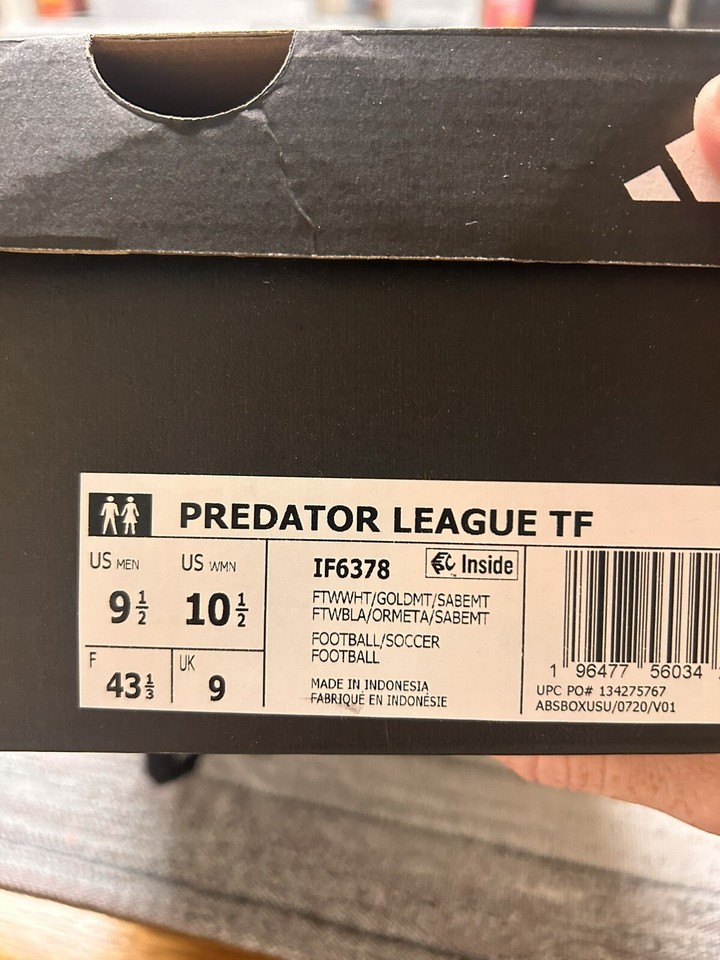 PREDATOR LEAGUE TF
US MEN
9 1/2
US WMN
10 1/2
F
43 1/3
UK
9
IF6378
Inside
FTWWHT/GOLDMT/SABEMT
FTWBLA/ORMETA/SABEMT
FOOTBALL/SOCCER
FOOTBALL
MADE IN INDONESIA
FABRIQUÉ EN INDONÉSIE
1 96477 56034
UPC PO# 134275767
ABSBOXUSU/0720/V01